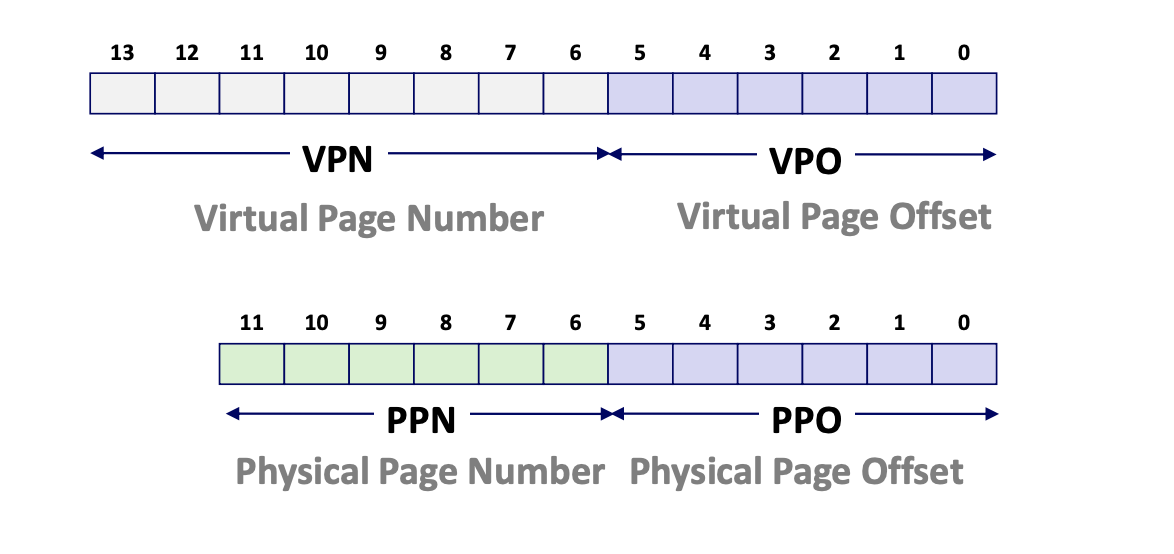 13 12 11 10 9 8 7 6 5 4 3 2 1 0
VPN VPO
Virtual Page Number Virtual Page Offset
11 10 9 8 7 6 5 4 3 2 1 0
PPN PPO
Physical Page Number Physical Page Offset